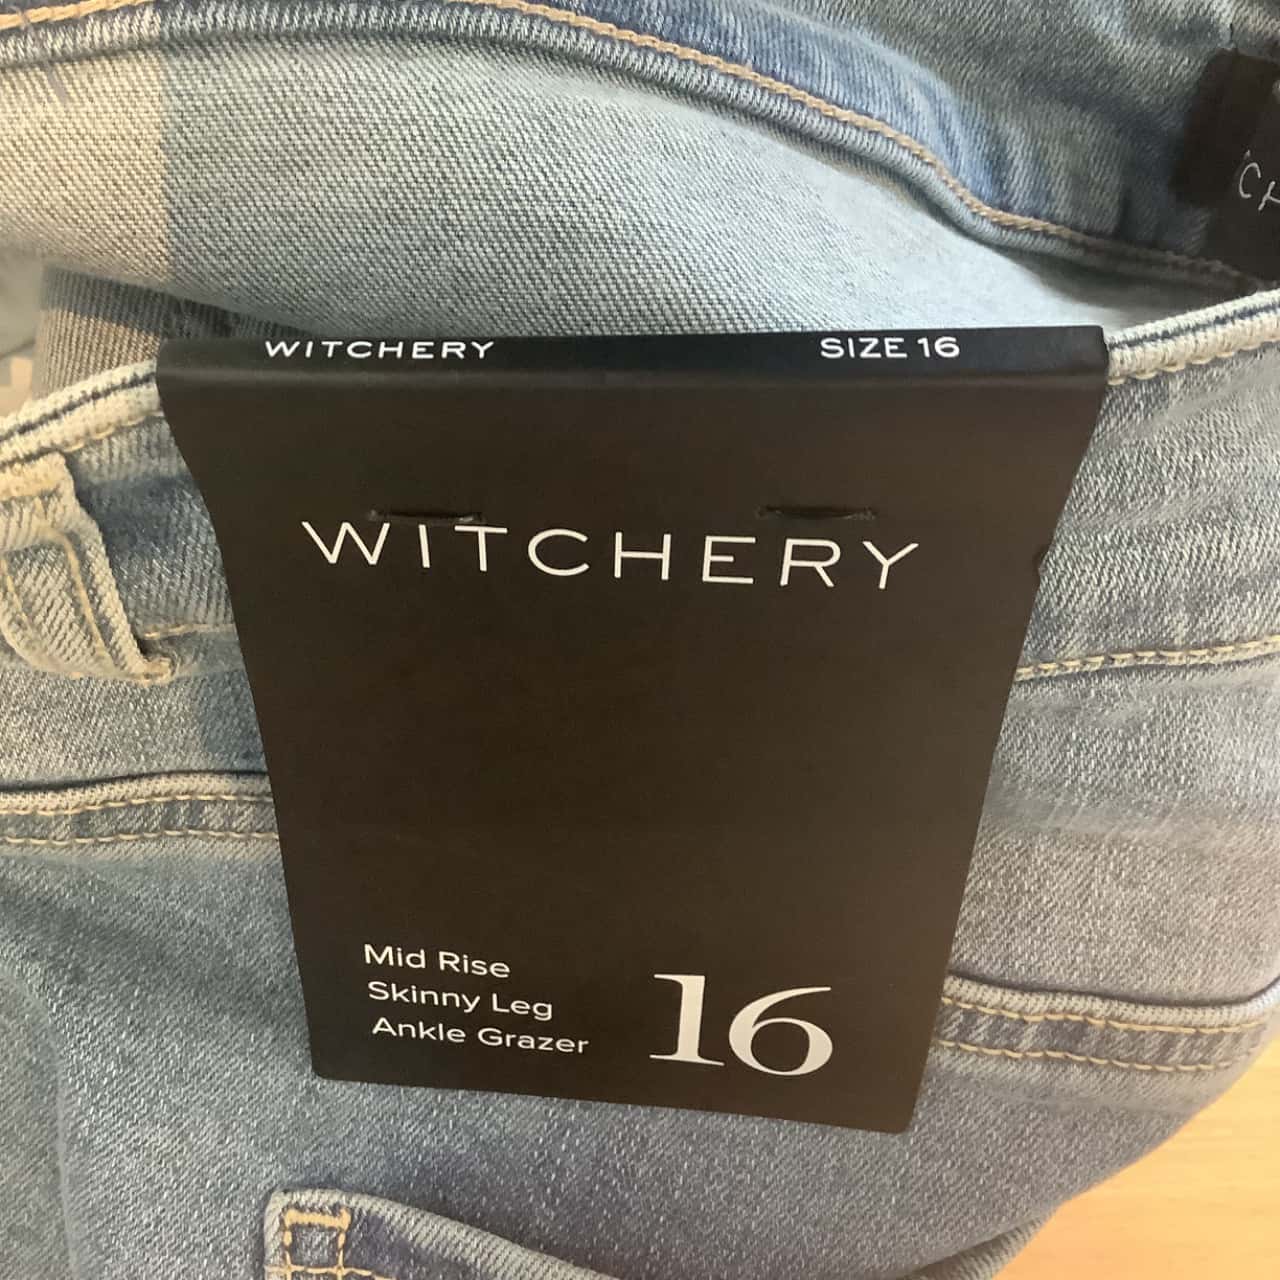 WITCHERY SIZE 16
WITCHERY
Mid Rise
Skinny Leg
Ankle Grazer
16